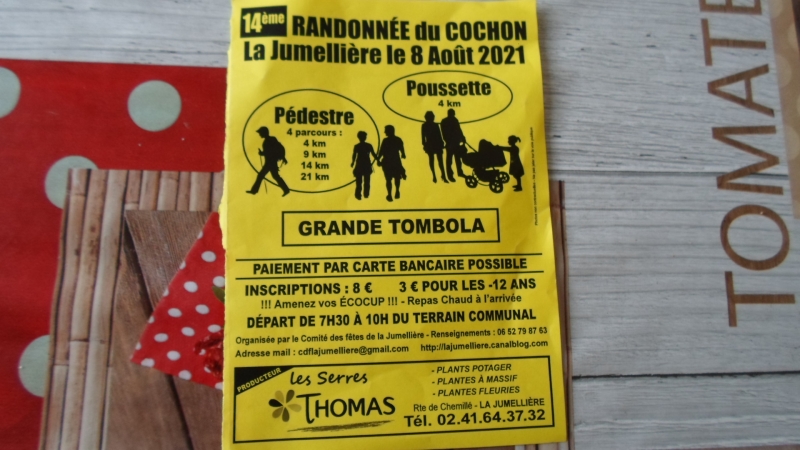 14ème RANDONNÉE du COCHON
La Jumellière le 8 Août 2021
Pédestre
4 parcours :
4 km
9 km
14 km
21 km
Poussette
4 km
GRANDE TOMBOLA
PAIEMENT PAR CARTE BANCAIRE POSSIBLE
INSCRIPTIONS : 8 € 3 € POUR LES -12 ANS
!!! Amenez vos ÉCOCUP !!! - Repas Chaud à l'arrivée
DÉPART DE 7H30 À 10H DU TERRAIN COMMUNAL
Organisée par le Comité des fêtes de la Jumellière - Renseignements : 06 52 79 87 63
Adresse mail : cdflajumelliere@gmail.com http://lajumelliere.canalblog.com
PRODUCTEUR
les Serres
THOMAS
- PLANTS POTAGER
- PLANTES À MASSIF
- PLANTES FLEURIES
Rte de Chemillé - LA JUMELLIÈRE
Tél. 02.41.64.37.32
TOMATE